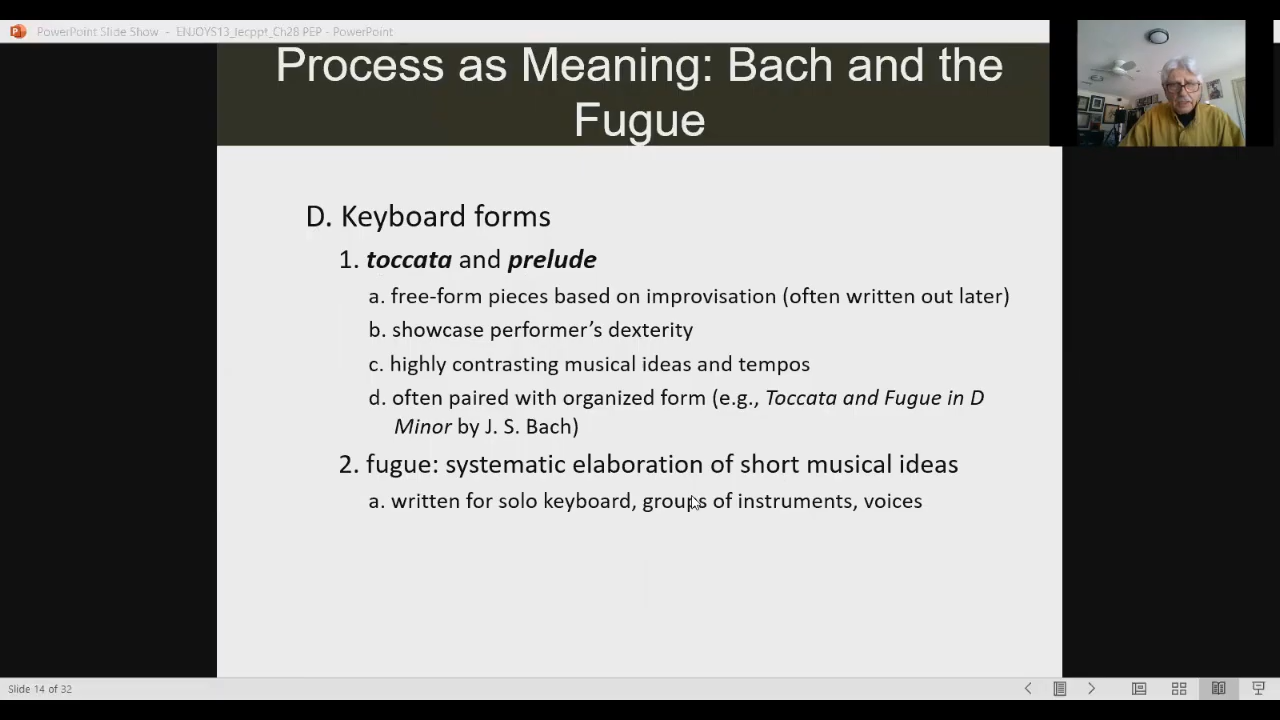 PowerPoint Slide Show - ENJOYS13_lecppt_Ch28 PEP - PowerPoint
Process as Meaning: Bach and the
Fugue
D. Keyboard forms
1. toccata and prelude
a. free-form pieces based on improvisation (often written out later)
b. showcase performer’s dexterity
c. highly contrasting musical ideas and tempos
d. often paired with organized form (e.g., Toccata and Fugue in D
Minor by J. S. Bach)
2. fugue: systematic elaboration of short musical ideas
a. written for solo keyboard, groups of instruments, voices
Slide 14 of 32